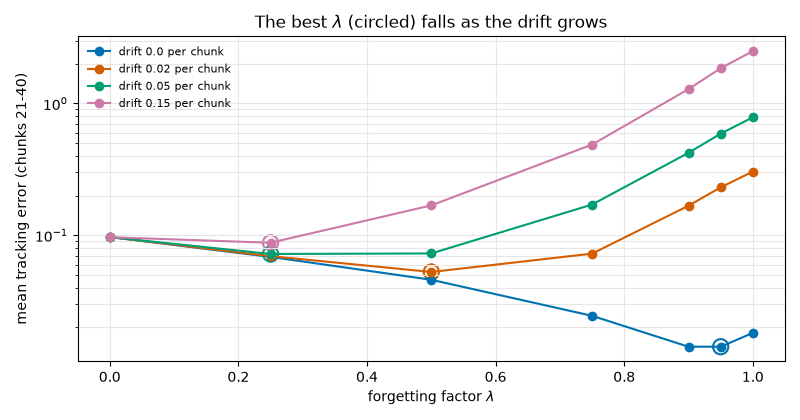 The best λ (circled) falls as the drift grows
drift 0.0 per chunk
drift 0.02 per chunk
drift 0.05 per chunk
drift 0.15 per chunk
mean tracking error (chunks 21-40)
10⁰
10⁻¹
0.0 0.2 0.4 0.6 0.8 1.0
forgetting factor λ